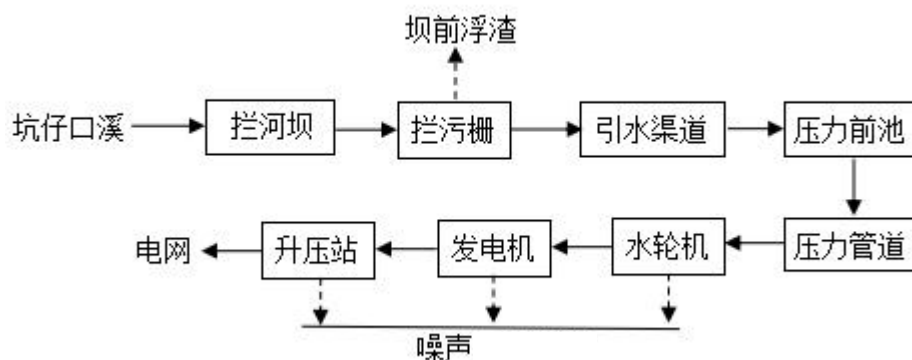 坝前浮渣
坑仔口溪
拦河坝
拦污栅
引水渠道
压力前池
电网
升压站
发电机
水轮机
压力管道
噪声